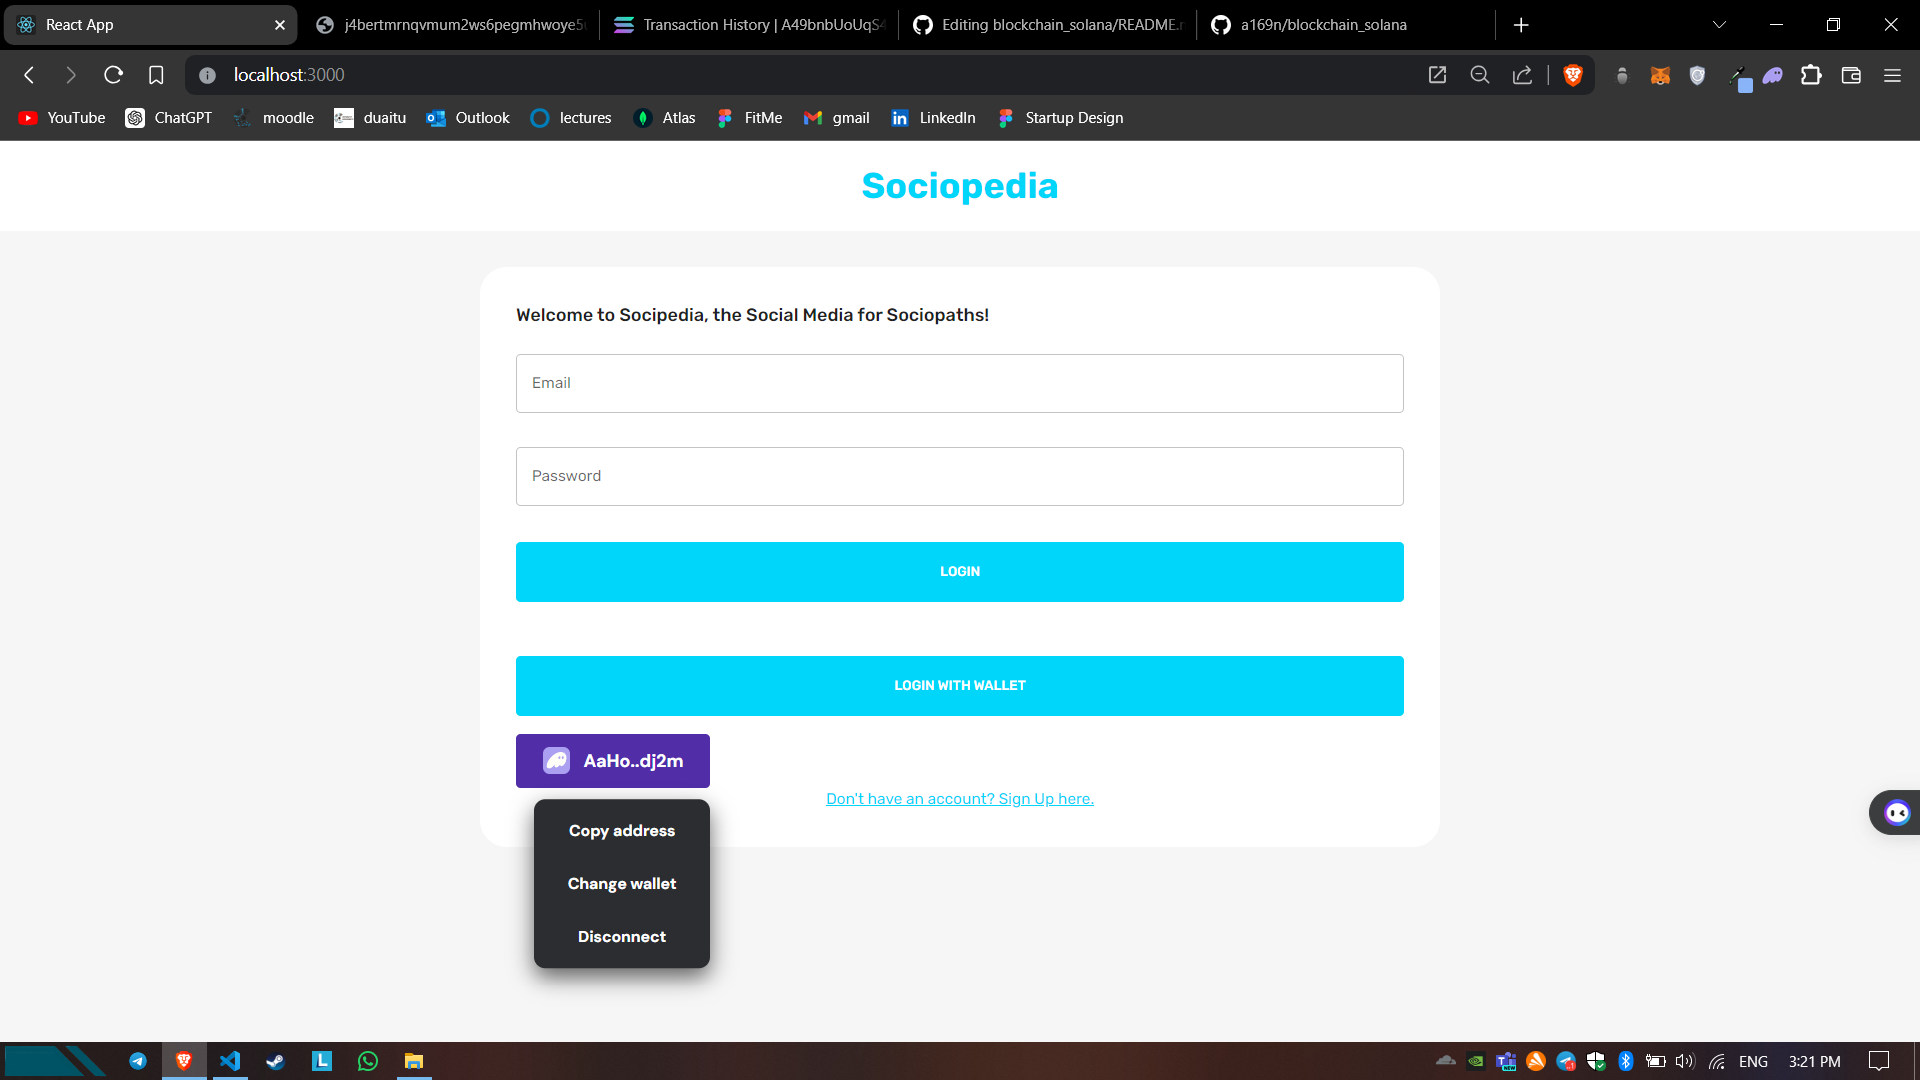 React App
j4bertmrnqvmum2ws6pegmhwoye5
Transaction History | A49bnbUoUqS4
Editing blockchain_solana/README.r
a169n/blockchain_solana
localhost:3000
YouTube
ChatGPT
moodle
duaitu
Outlook
lectures
Atlas
FitMe
gmail
LinkedIn
Startup Design
Sociopedia
Welcome to Socipedia, the Social Media for Sociopaths!
Email
Password
LOGIN
LOGIN WITH WALLET
AaHo..dj2m
Don't have an account? Sign Up here.
Copy address
Change wallet
Disconnect
ENG
3:21 PM